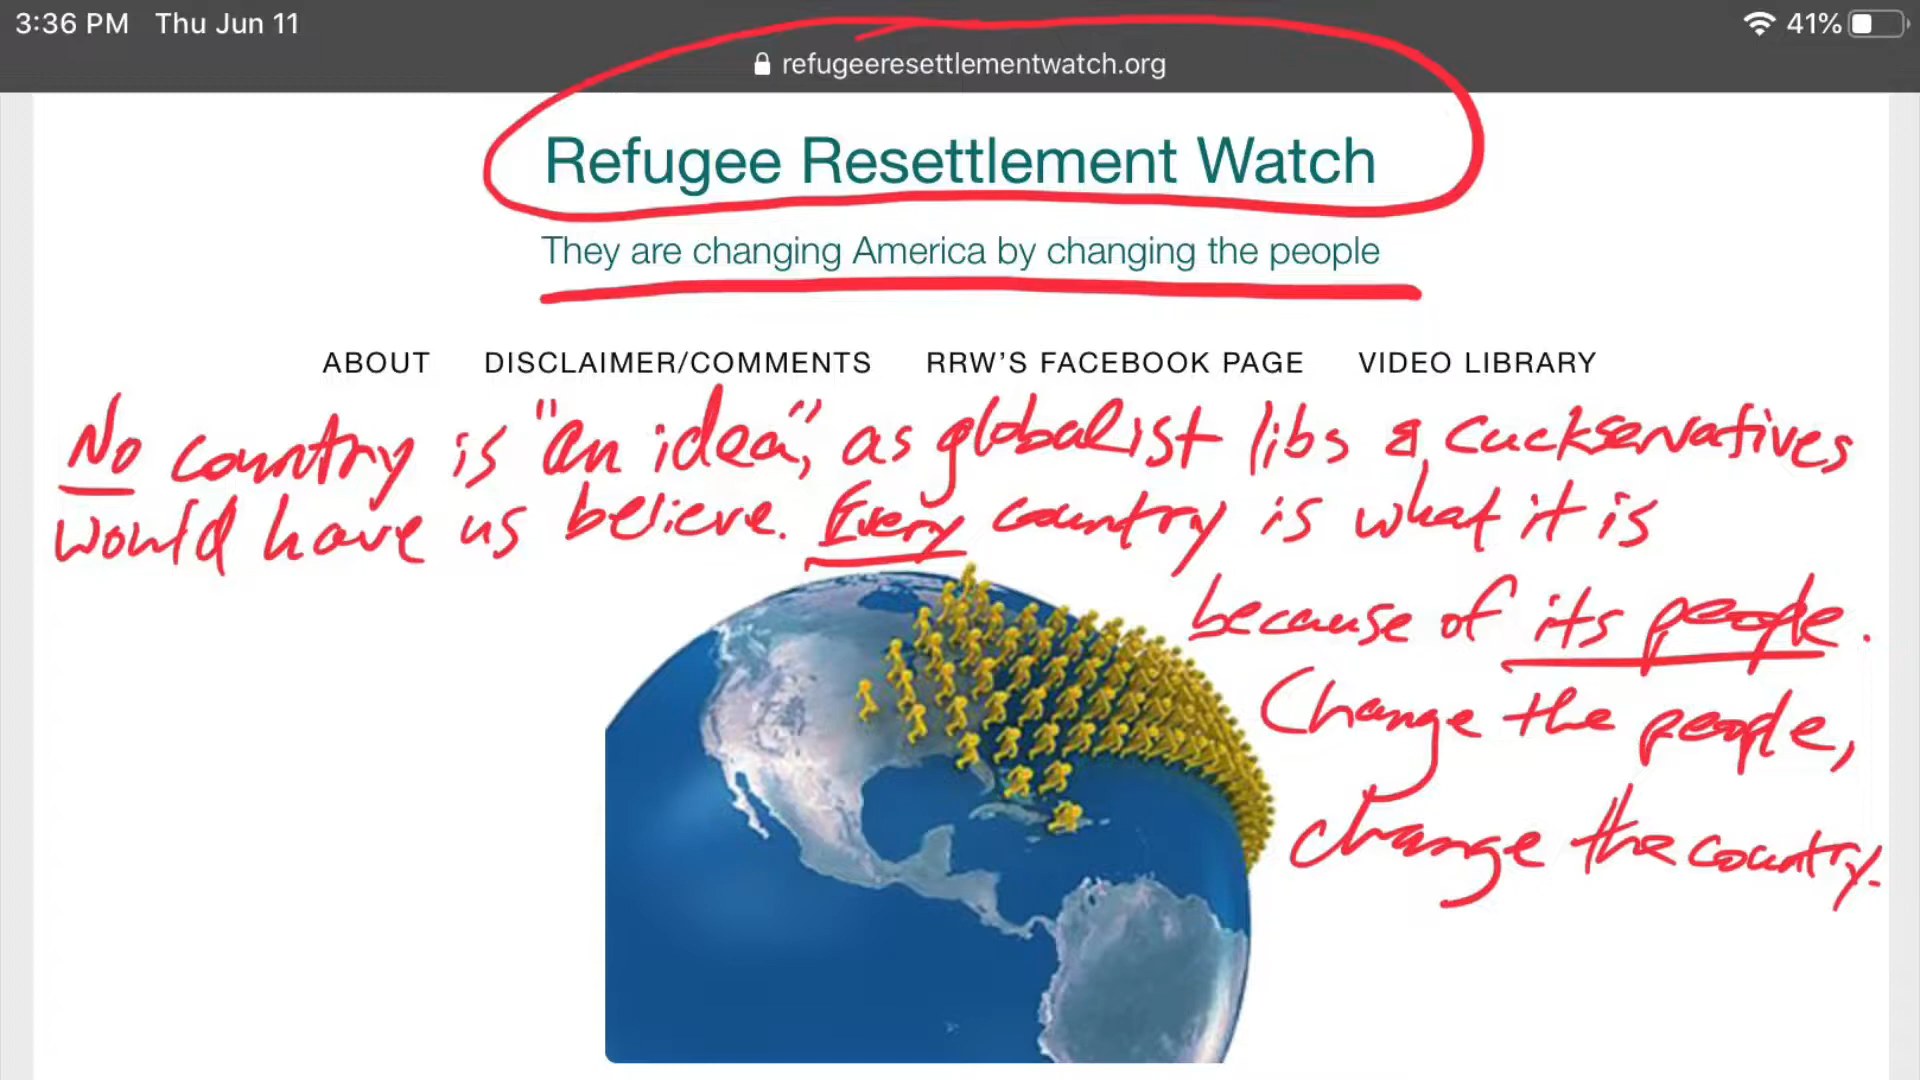 3:36 PM Thu Jun 11 41%
refugeeresettlementwatch.org
Refugee Resettlement Watch
They are changing America by changing the people
ABOUT DISCLAIMER/COMMENTS RRW'S FACEBOOK PAGE VIDEO LIBRARY
No country is "an idea", as globalist libs & cuckservatives
would have us believe. Every country is what it is
because of its people.
Change the people,
change the country.